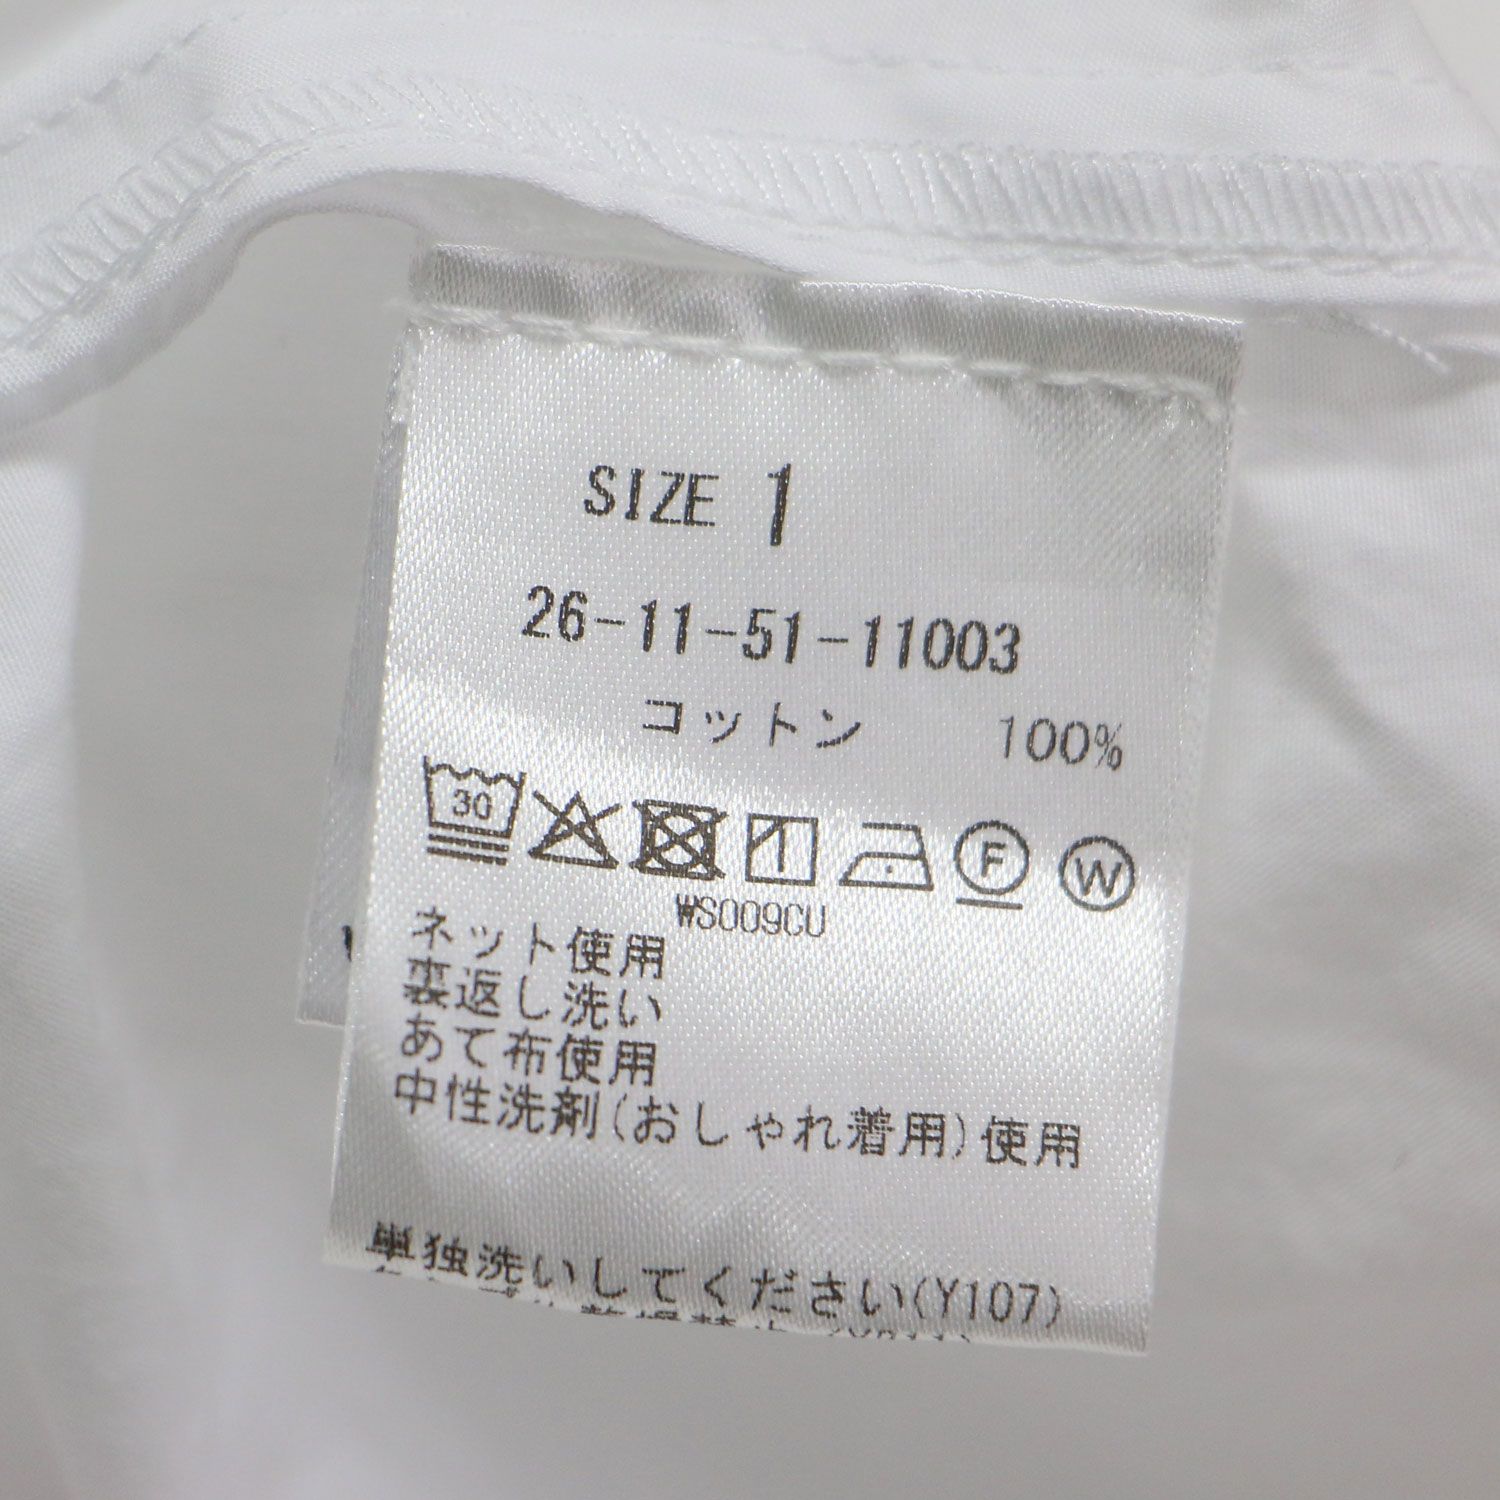 SIZE 1
26-11-51-11003
コットン 100%
30
F
W
WS009CU
ネット使用
裏返し洗い
あて布使用
中性洗剤(おしゃれ着用)使用
単独洗いしてください(Y107)